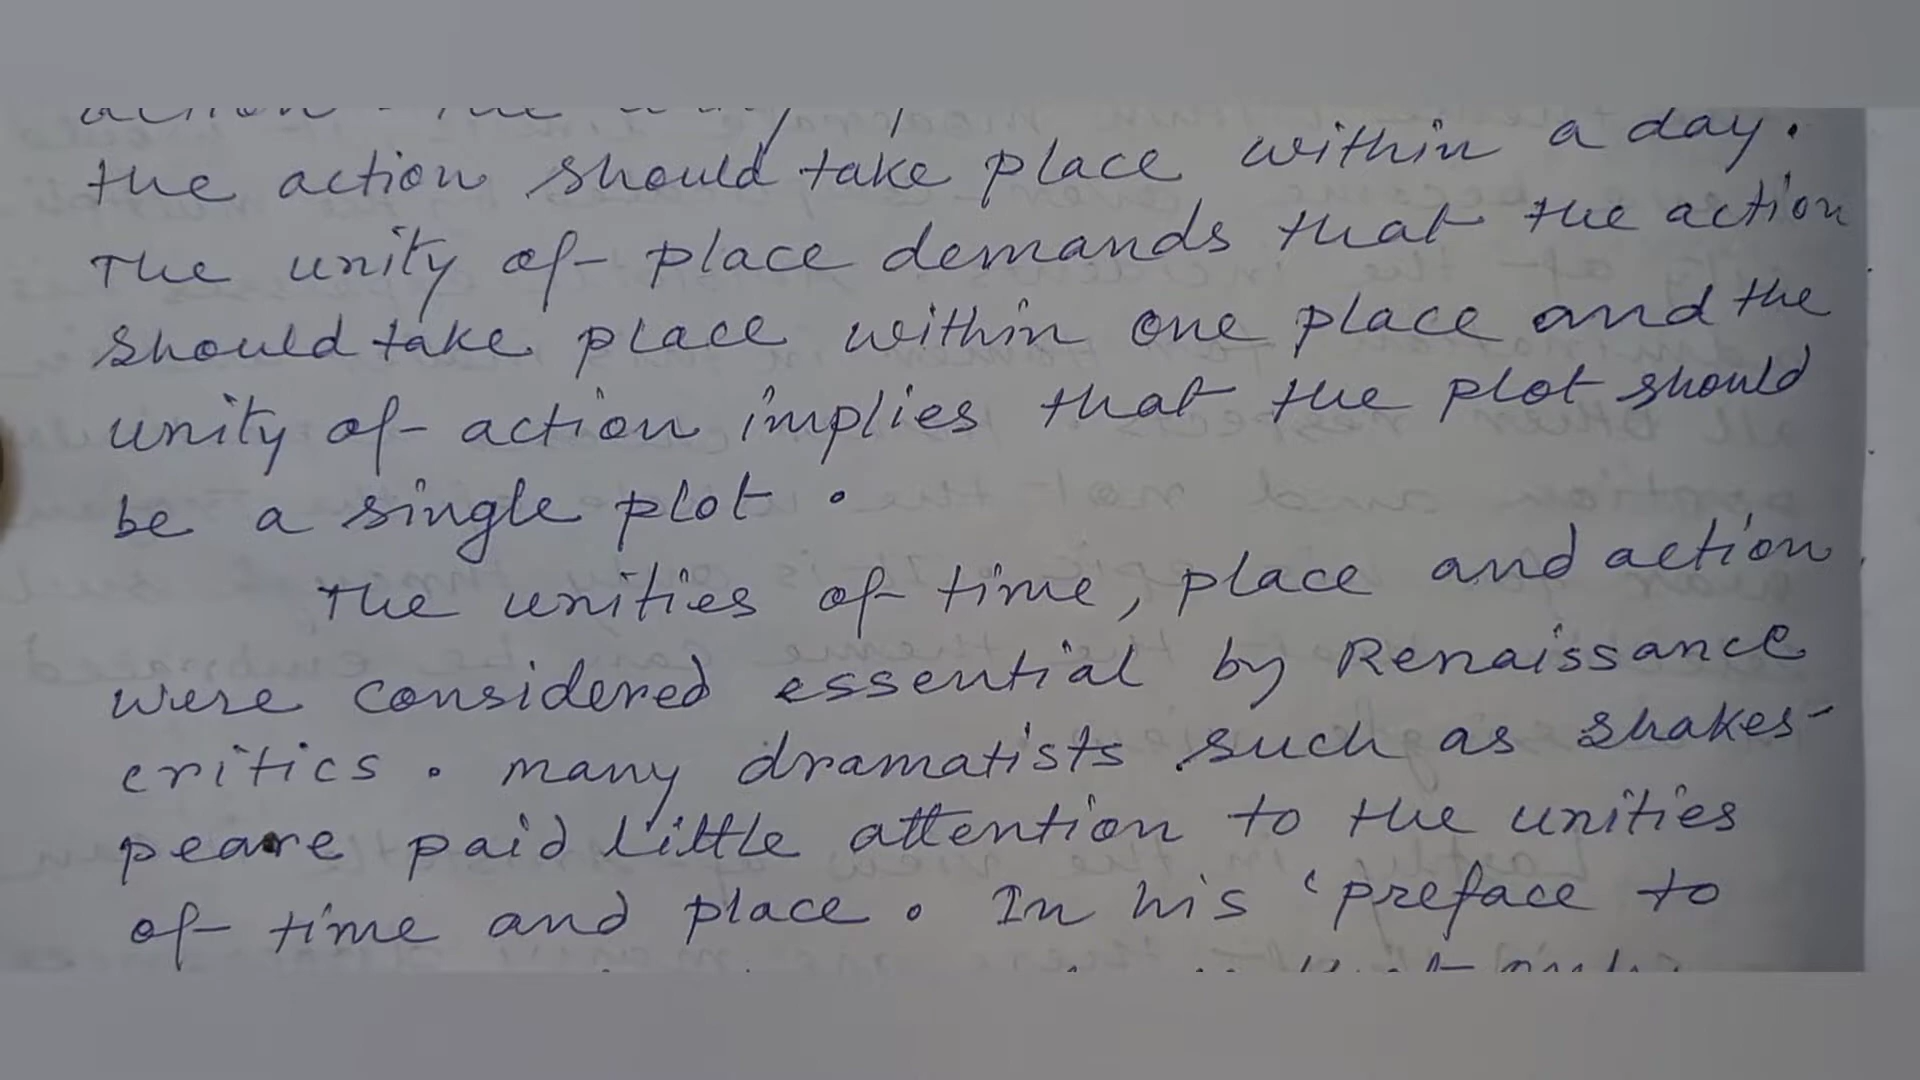 action. The
the action should take place within a day.
The unity of place demands that the action
should take place within one place and the
unity of action implies that the plot should
be a single plot.
The unities of time, place and action
were considered essential by Renaissance
critics. many dramatists such as shakes-
peare paid little attention to the unities
of time and place. In his 'preface to